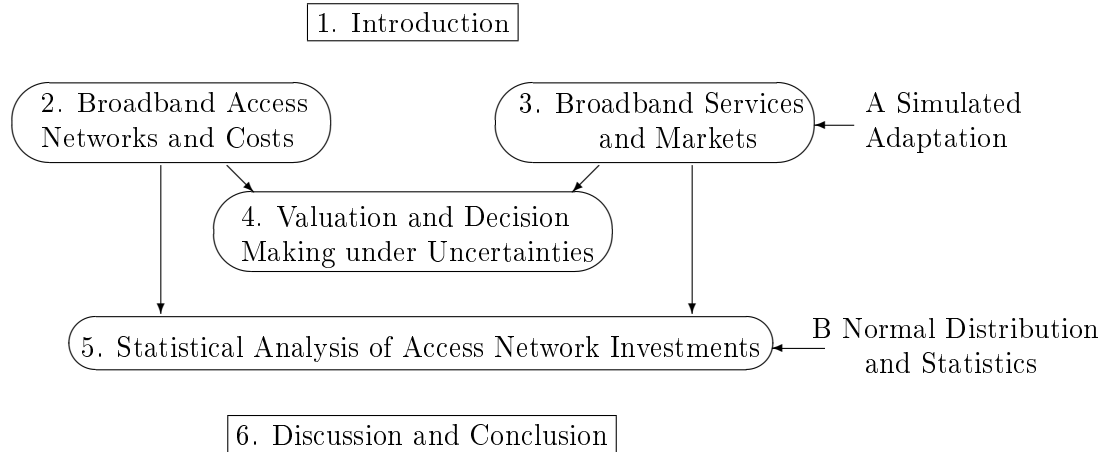 1. Introduction
2. Broadband Access
Networks and Costs
3. Broadband Services
and Markets
A Simulated
Adaptation
4. Valuation and Decision
Making under Uncertainties
5. Statistical Analysis of Access Network Investments
B Normal Distribution
and Statistics
6. Discussion and Conclusion